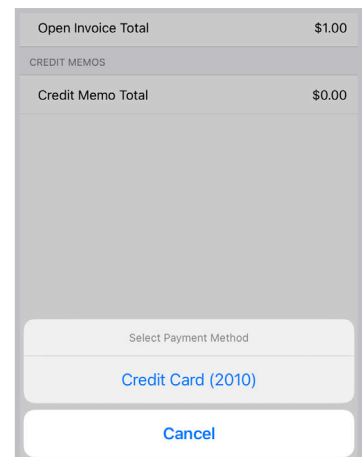 Open Invoice Total $1.00
CREDIT MEMOS
Credit Memo Total $0.00
Select Payment Method
Credit Card (2010)
Cancel